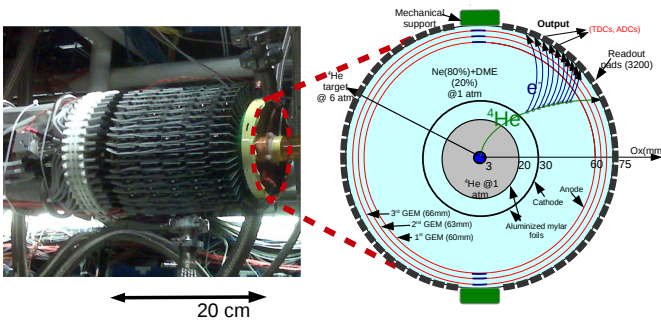 Mechanical
support
Output
(TDCs, ADCs)
Readout
pads (3200)
Ne(80%)+DME
(20%)
@1 atm
⁴He
target
@ 6 atm
e⁻
⁴He
Ox(mm
3
20
30
60
75
⁴He @1
atm
Anode
Cathode
Aluminized mylar
foils
3ʳᵈ GEM (66mm)
2ⁿᵈ GEM (63mm)
1ˢᵗ GEM (60mm)
20 cm